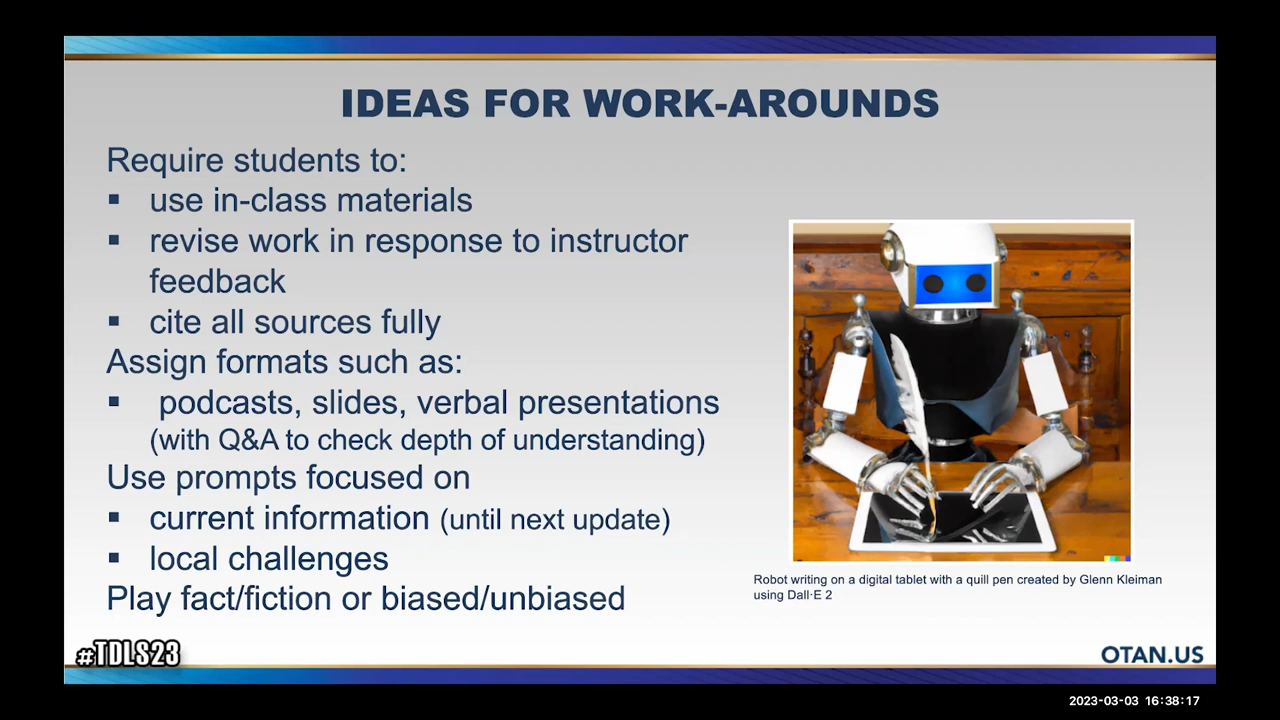 IDEAS FOR WORK-AROUNDS
Require students to:
▪ use in-class materials
▪ revise work in response to instructor
feedback
▪ cite all sources fully
Assign formats such as:
▪ podcasts, slides, verbal presentations
(with Q&A to check depth of understanding)
Use prompts focused on
▪ current information (until next update)
▪ local challenges
Play fact/fiction or biased/unbiased
Robot writing on a digital tablet with a quill pen created by Glenn Kleiman
using Dall·E 2
#TDLS23
OTAN.US
2023-03-03 16:38:17